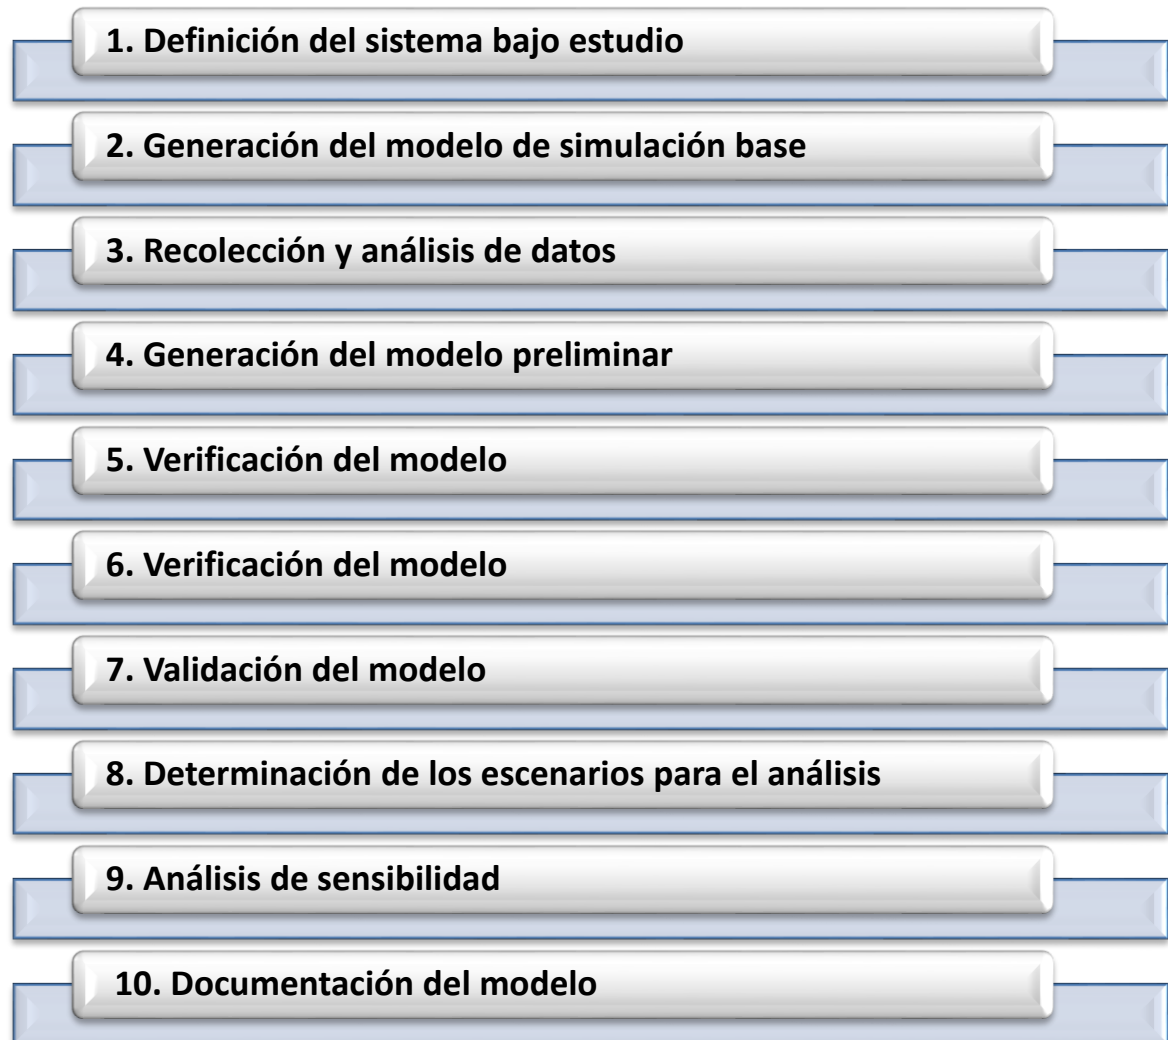 1. Definición del sistema bajo estudio
2. Generación del modelo de simulación base
3. Recolección y análisis de datos
4. Generación del modelo preliminar
5. Verificación del modelo
6. Verificación del modelo
7. Validación del modelo
8. Determinación de los escenarios para el análisis
9. Análisis de sensibilidad
10. Documentación del modelo